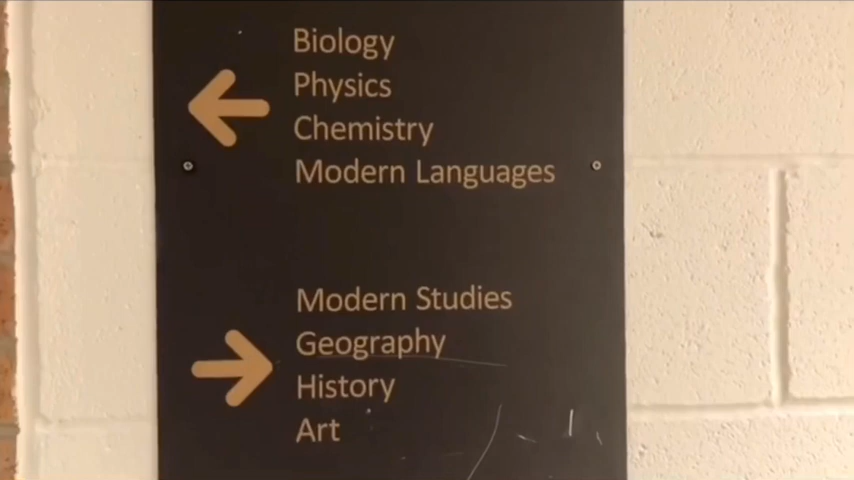 Biology
Physics
Chemistry
Modern Languages
Modern Studies
Geography
History
Art